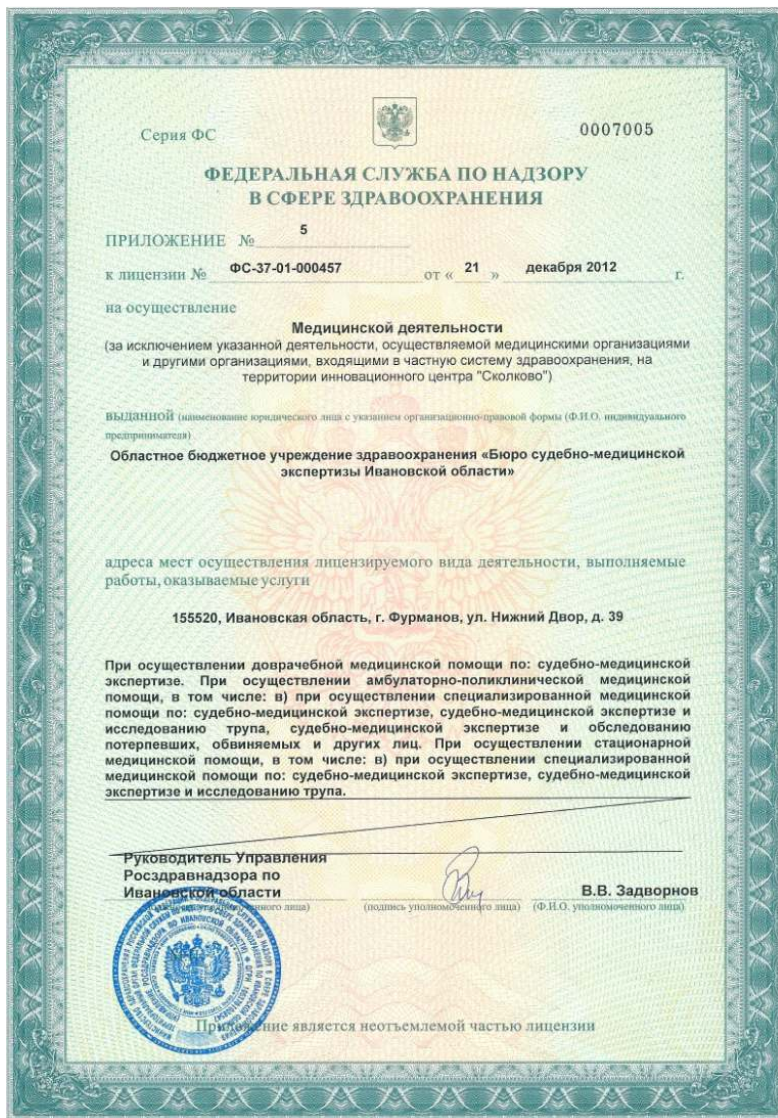 Серия ФС
0007005
ФЕДЕРАЛЬНАЯ СЛУЖБА ПО НАДЗОРУ
В СФЕРЕ ЗДРАВООХРАНЕНИЯ
ПРИЛОЖЕНИЕ № 5
к лицензии № ФС-37-01-000457 от « 21 » декабря 2012 г.
на осуществление
Медицинской деятельности
(за исключением указанной деятельности, осуществляемой медицинскими организациями
и другими организациями, входящими в частную систему здравоохранения, на
территории инновационного центра "Сколково")
выданной (наименование юридического лица с указанием организационно-правовой формы (Ф.И.О. индивидуального
предпринимателя)
Областное бюджетное учреждение здравоохранения «Бюро судебно-медицинской
экспертизы Ивановской области»
адреса мест осуществления лицензируемого вида деятельности, выполняемые
работы, оказываемые услуги
155520, Ивановская область, г. Фурманов, ул. Нижний Двор, д. 39
При осуществлении доврачебной медицинской помощи по: судебно-медицинской
экспертизе. При осуществлении амбулаторно-поликлинической медицинской
помощи, в том числе: в) при осуществлении специализированной медицинской
помощи по: судебно-медицинской экспертизе, судебно-медицинской экспертизе и
исследованию трупа, судебно-медицинской экспертизе и обследованию
потерпевших, обвиняемых и других лиц. При осуществлении стационарной
медицинской помощи, в том числе: в) при осуществлении специализированной
медицинской помощи по: судебно-медицинской экспертизе, судебно-медицинской
экспертизе и исследованию трупа.
Руководитель Управления
Росздравнадзора по
Ивановской области
В.В. Задворнов
(подпись уполномоченного лица)
(Ф.И.О. уполномоченного лица)
Приложение является неотъемлемой частью лицензии